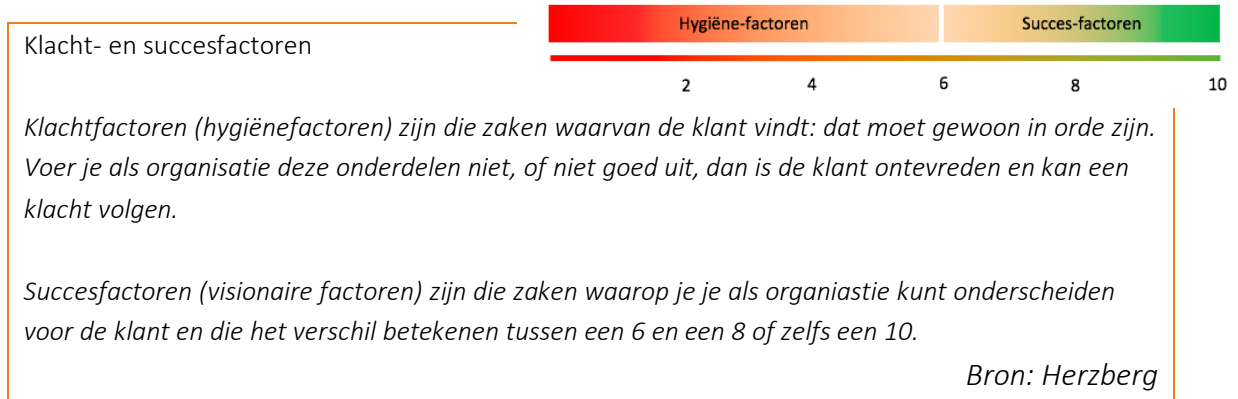 Hygiëne-factoren Succes-factoren
Klacht- en succesfactoren
2 4 6 8 10
Klachtfactoren (hygiënefactoren) zijn die zaken waarvan de klant vindt: dat moet gewoon in orde zijn.
Voer je als organisatie deze onderdelen niet, of niet goed uit, dan is de klant ontevreden en kan een
klacht volgen.
Succesfactoren (visionaire factoren) zijn die zaken waarop je je als organiastie kunt onderscheiden
voor de klant en die het verschil betekenen tussen een 6 en een 8 of zelfs een 10.
Bron: Herzberg